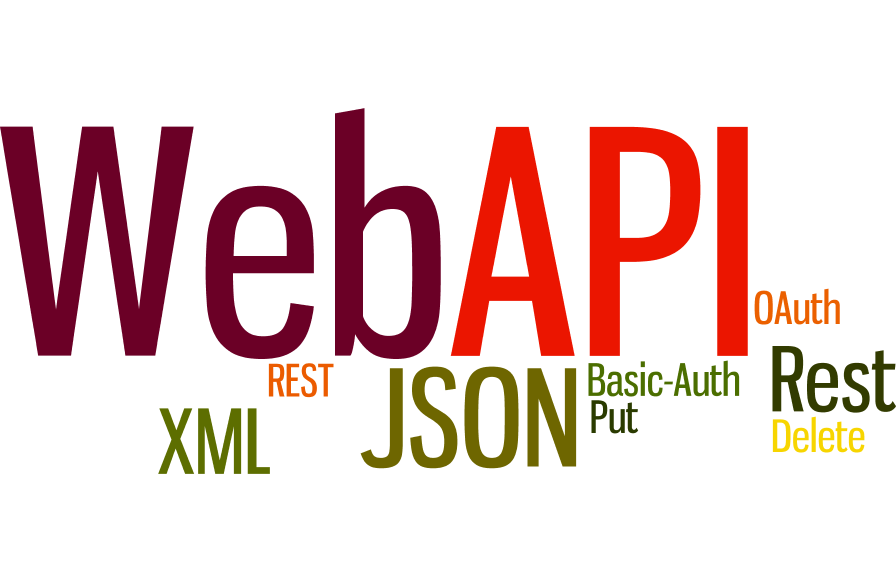 WebAPI
OAuth
REST
XML
JSON
Basic-Auth
Put
Rest
Delete